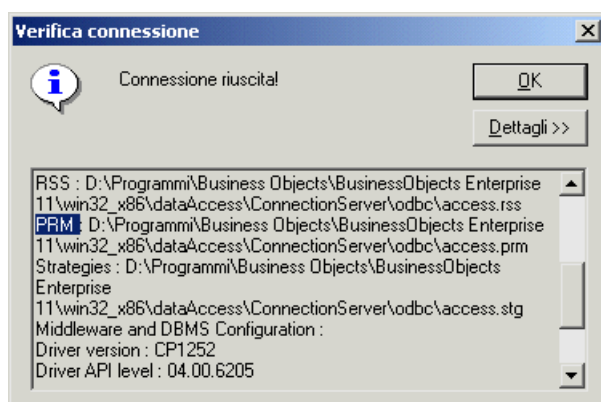 Verifica connessione
Connessione riuscita!
OK
Dettagli >>
RSS : D:\Programmi\Business Objects\BusinessObjects Enterprise
11\win32_x86\dataAccess\ConnectionServer\odbc\access.rss
PRM : D:\Programmi\Business Objects\BusinessObjects Enterprise
11\win32_x86\dataAccess\ConnectionServer\odbc\access.prm
Strategies : D:\Programmi\Business Objects\BusinessObjects
Enterprise
11\win32_x86\dataAccess\ConnectionServer\odbc\access.stg
Middleware and DBMS Configuration :
Driver version : CP1252
Driver API level : 04.00.6205